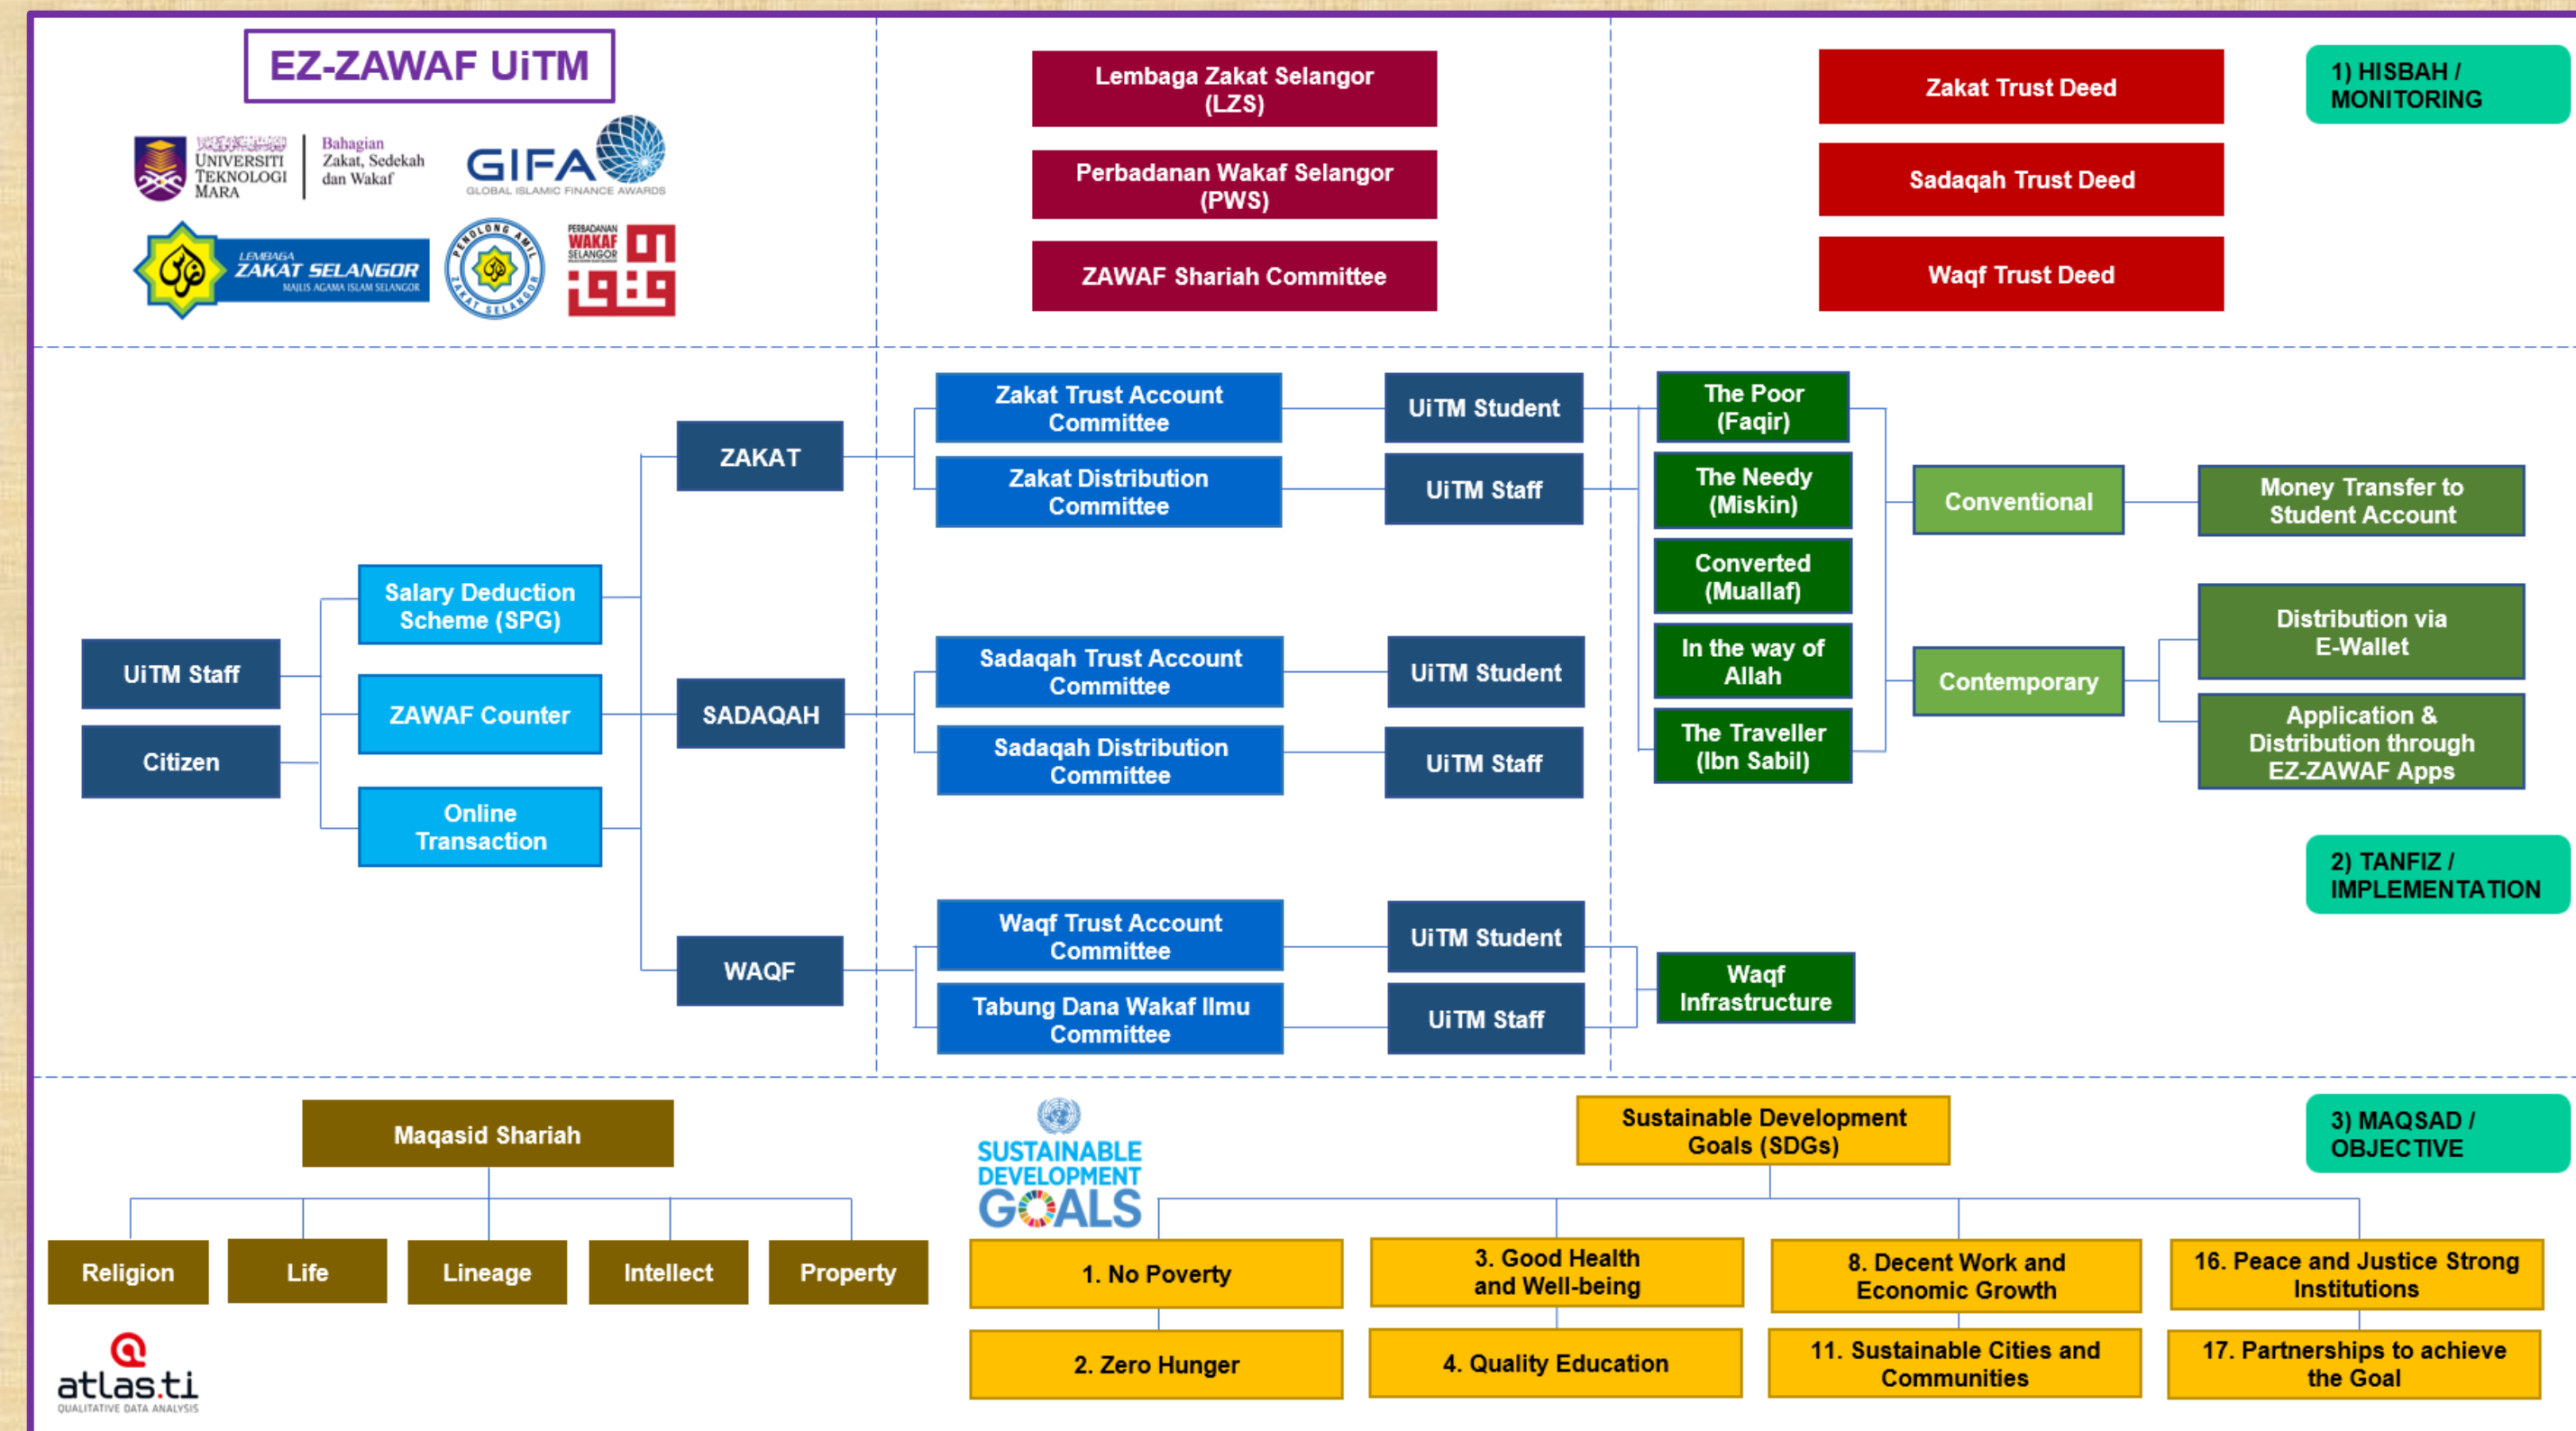 EZ-ZAWAF UiTM
UNIVERSITI
TEKNOLOGI
MARA
Bahagian
Zakat, Sedekah
dan Wakaf
GIFA
GLOBAL ISLAMIC FINANCE AWARDS
LEMBAGA
ZAKAT SELANGOR
MAJLIS AGAMA ISLAM SELANGOR
PENOLONG AMIL
ZAKAT SELANGOR
PERBADANAN
WAKAF
SELANGOR
Lembaga Zakat Selangor
(LZS)
Perbadanan Wakaf Selangor
(PWS)
ZAWAF Shariah Committee
Zakat Trust Deed
Sadaqah Trust Deed
Waqf Trust Deed
1) HISBAH /
MONITORING
UiTM Staff
Citizen
Salary Deduction
Scheme (SPG)
ZAWAF Counter
Online
Transaction
ZAKAT
SADAQAH
WAQF
Zakat Trust Account
Committee
Zakat Distribution
Committee
Sadaqah Trust Account
Committee
Sadaqah Distribution
Committee
Waqf Trust Account
Committee
Tabung Dana Wakaf Ilmu
Committee
UiTM Student
UiTM Staff
UiTM Student
UiTM Staff
UiTM Student
UiTM Staff
The Poor
(Faqir)
The Needy
(Miskin)
Converted
(Muallaf)
In the way of
Allah
The Traveller
(Ibn Sabil)
Waqf
Infrastructure
Conventional
Contemporary
Money Transfer to
Student Account
Distribution via
E-Wallet
Application &
Distribution through
EZ-ZAWAF Apps
2) TANFIZ /
IMPLEMENTATION
Maqasid Shariah
Religion
Life
Lineage
Intellect
Property
atlas.ti
QUALITATIVE DATA ANALYSIS
SUSTAINABLE
DEVELOPMENT
GOALS
Sustainable Development
Goals (SDGs)
1. No Poverty
2. Zero Hunger
3. Good Health
and Well-being
4. Quality Education
8. Decent Work and
Economic Growth
11. Sustainable Cities and
Communities
16. Peace and Justice Strong
Institutions
17. Partnerships to achieve
the Goal
3) MAQSAD /
OBJECTIVE